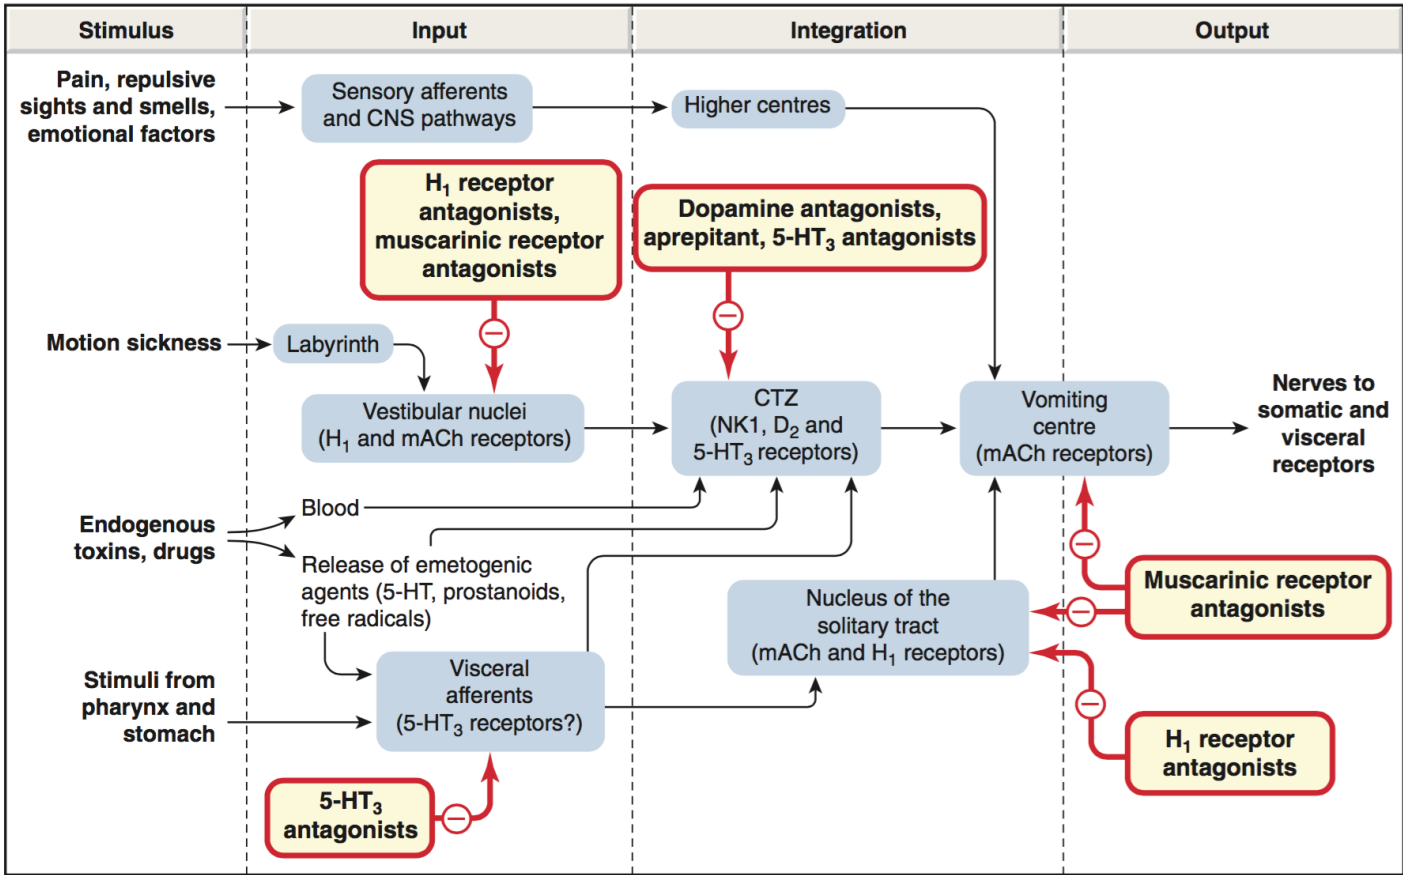 Stimulus
Input
Integration
Output
Pain, repulsive
sights and smells,
emotional factors
Sensory afferents
and CNS pathways
Higher centres
H₁ receptor
antagonists,
muscarinic receptor
antagonists
Dopamine antagonists,
aprepitant, 5-HT₃ antagonists
Motion sickness
Labyrinth
Vestibular nuclei
(H₁ and mACh receptors)
CTZ
(NK1, D₂ and
5-HT₃ receptors)
Vomiting
centre
(mACh receptors)
Nerves to
somatic and
visceral
receptors
Endogenous
toxins, drugs
Blood
Release of emetogenic
agents (5-HT, prostanoids,
free radicals)
Nucleus of the
solitary tract
(mACh and H₁ receptors)
Muscarinic receptor
antagonists
Stimuli from
pharynx and
stomach
Visceral
afferents
(5-HT₃ receptors?)
H₁ receptor
antagonists
5-HT₃
antagonists